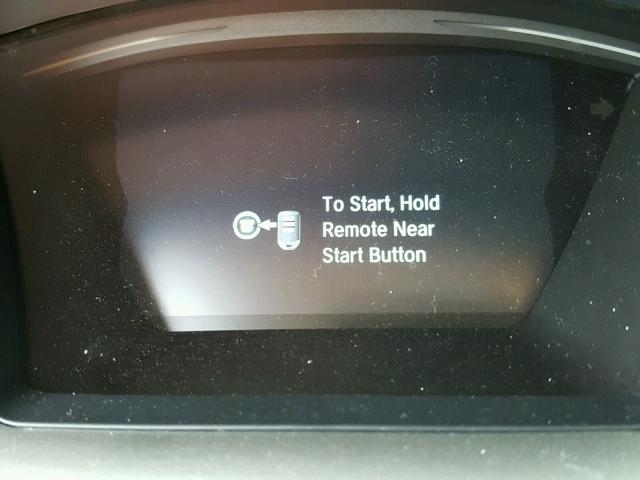 To Start, Hold
Remote Near
Start Button